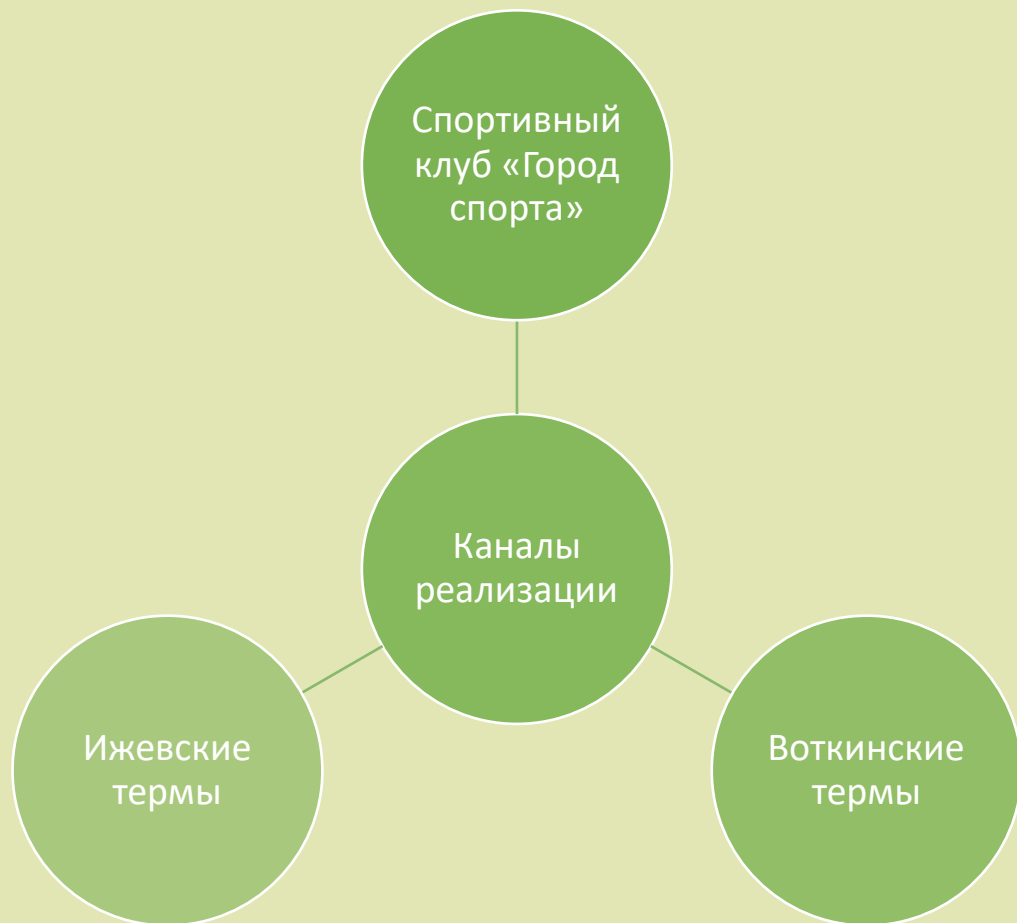 Спортивный
клуб «Город
спорта»
Каналы
реализации
Ижевские
термы
Воткинские
термы